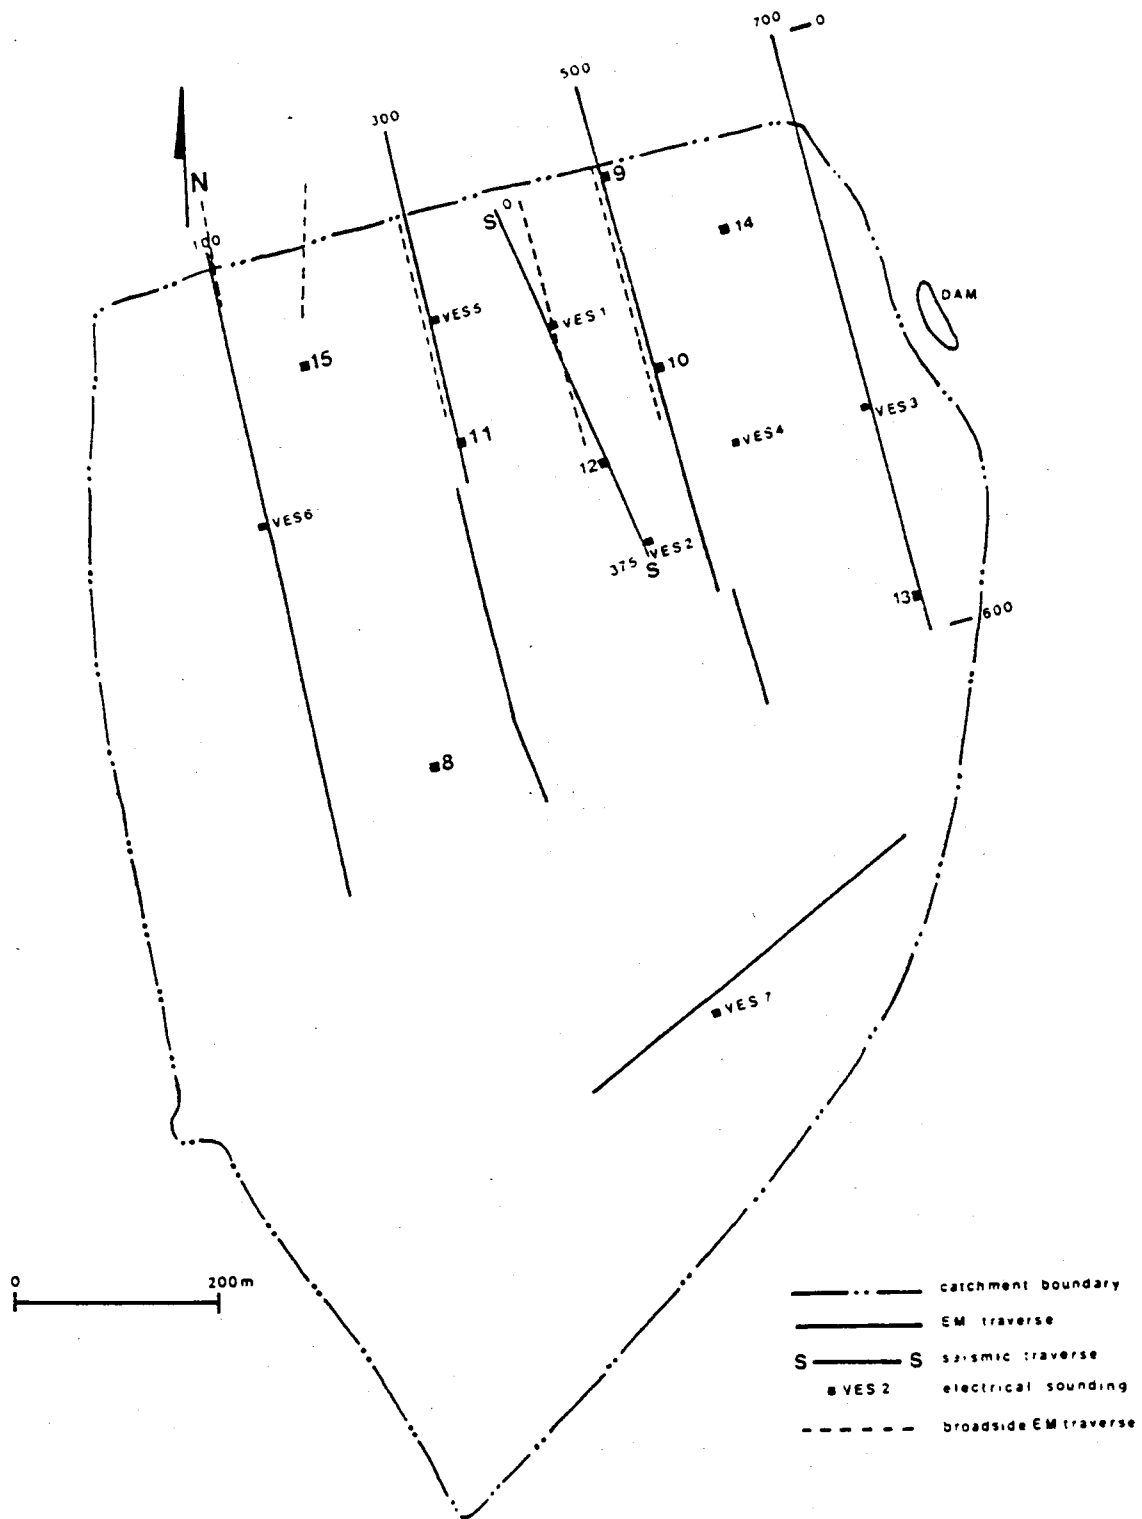 700 0
500
300
N
100
S 0
9
14
DAM
VES5
VES1
15
10
11
VES3
VES4
12
VES6
VES2
375 S
13
600
8
VES 7
0 200m
catchment boundary
EM traverse
S S seismic traverse
VES 2 electrical sounding
broadside EM traverse